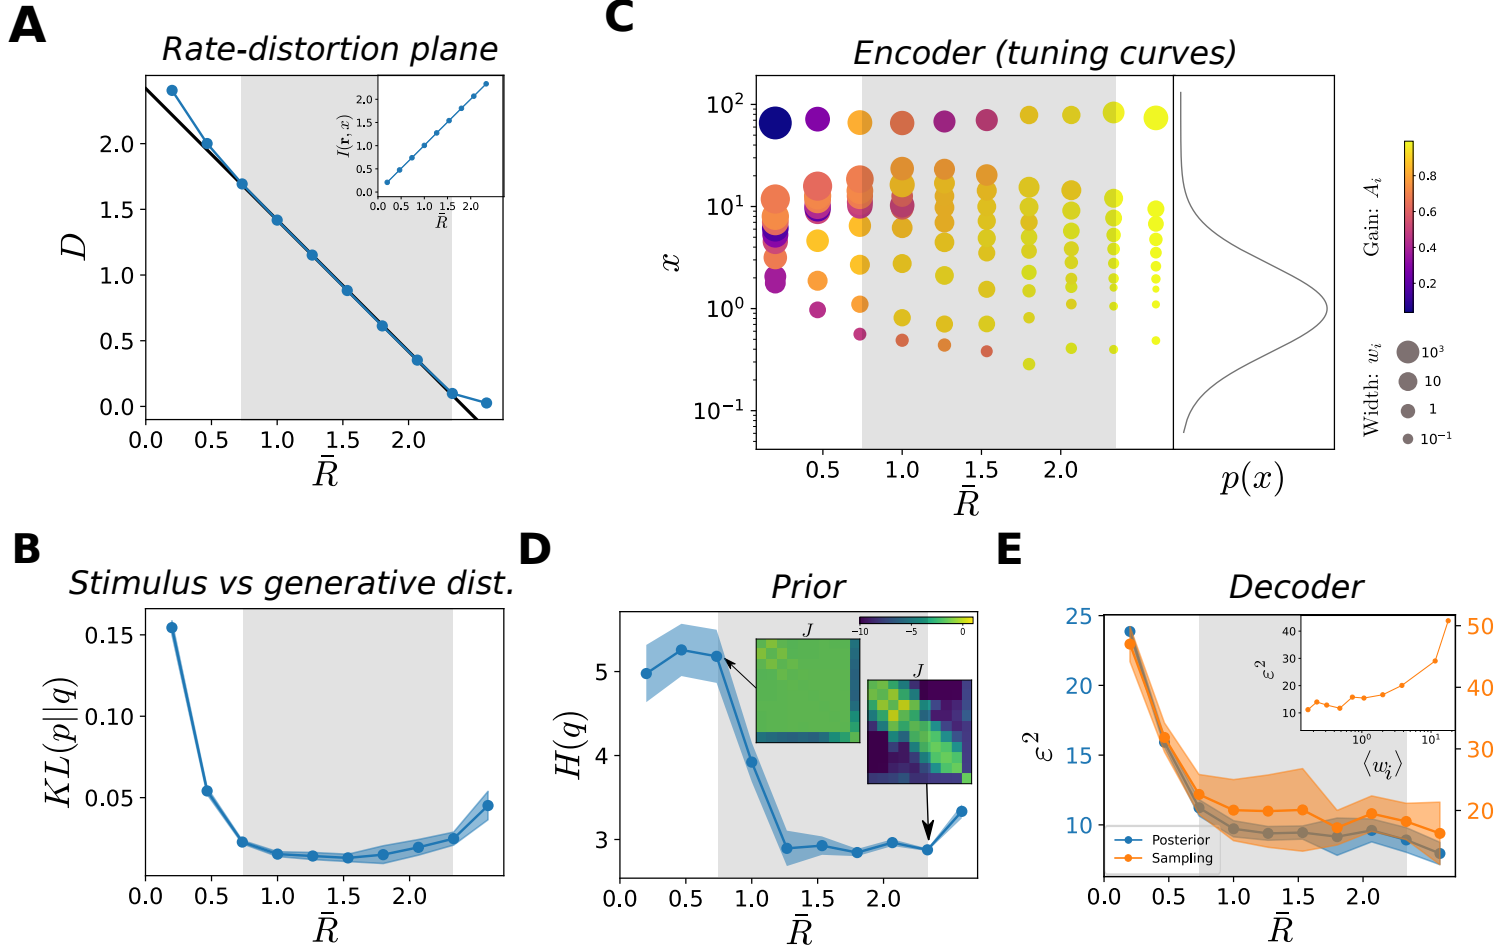 A
Rate-distortion plane
D
2.0
1.5
1.0
0.5
0.0
0.0 0.5 1.0 1.5 2.0
R̄
I(r, x)
2.0
1.5
1.0
0.5
0.0
0.0 0.5 1.0 1.5 2.0
R̄
C
Encoder (tuning curves)
x
10²
10¹
10⁰
10⁻¹
0.5 1.0 1.5 2.0
R̄
p(x)
Gain: Aᵢ
0.8
0.6
0.4
0.2
Width: wᵢ
10³
10
1
10⁻¹
B
Stimulus vs generative dist.
KL(p||q)
0.15
0.10
0.05
0.0 0.5 1.0 1.5 2.0
R̄
D
Prior
H(q)
5
4
3
0.0 0.5 1.0 1.5 2.0
R̄
−10 −5 0
J
J
E
Decoder
ε²
25
20
15
10
50
40
30
20
0.0 0.5 1.0 1.5 2.0
R̄
Posterior
Sampling
ε²
40
30
20
10
10⁰ 10¹
⟨wᵢ⟩